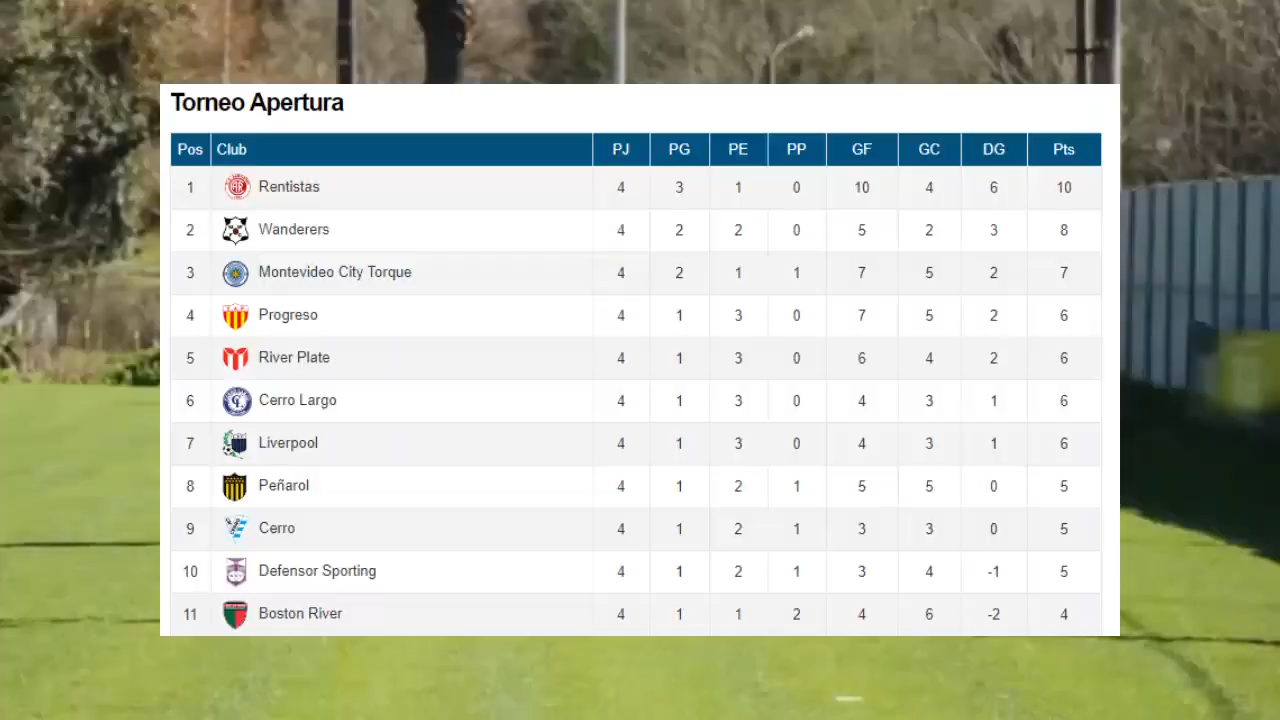 Torneo Apertura
Pos Club PJ PG PE PP GF GC DG Pts
1 Rentistas 4 3 1 0 10 4 6 10
2 Wanderers 4 2 2 0 5 2 3 8
3 Montevideo City Torque 4 2 1 1 7 5 2 7
4 Progreso 4 1 3 0 7 5 2 6
5 River Plate 4 1 3 0 6 4 2 6
6 Cerro Largo 4 1 3 0 4 3 1 6
7 Liverpool 4 1 3 0 4 3 1 6
8 Peñarol 4 1 2 1 5 5 0 5
9 Cerro 4 1 2 1 3 3 0 5
10 Defensor Sporting 4 1 2 1 3 4 -1 5
11 Boston River 4 1 1 2 4 6 -2 4